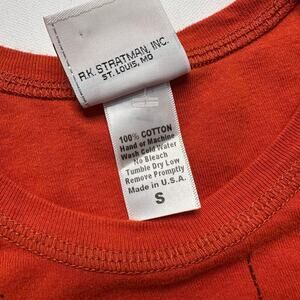 R.K. STRATMAN, INC.
ST. LOUIS, MO
100% COTTON
Hand or Machine
Wash Cold Water
No Bleach
Tumble Dry Low
Remove Promptly
Made in U.S.A.
S